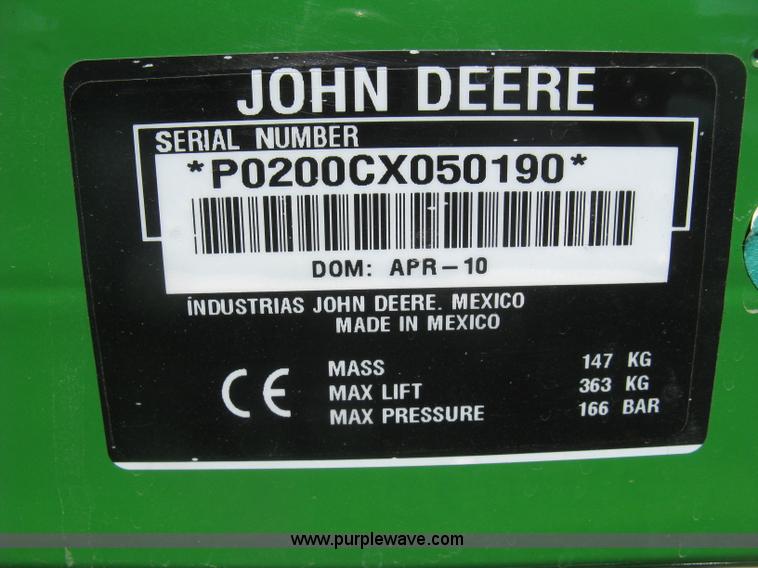 JOHN DEERE
SERIAL NUMBER
*P0200CX050190*
DOM: APR-10
INDUSTRIAS JOHN DEERE. MEXICO
MADE IN MEXICO
CE
MASS 147 KG
MAX LIFT 363 KG
MAX PRESSURE 166 BAR
www.purplewave.com